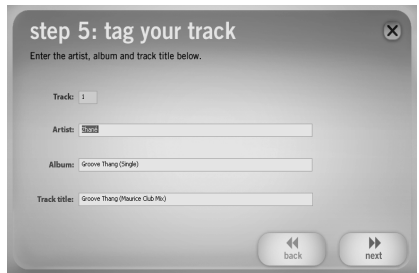 step 5: tag your track
Enter the artist, album and track title below.
Track: 1
Artist: Zhané
Album: Groove Thang (Single)
Track title: Groove Thang (Maurice Club Mix)
back next